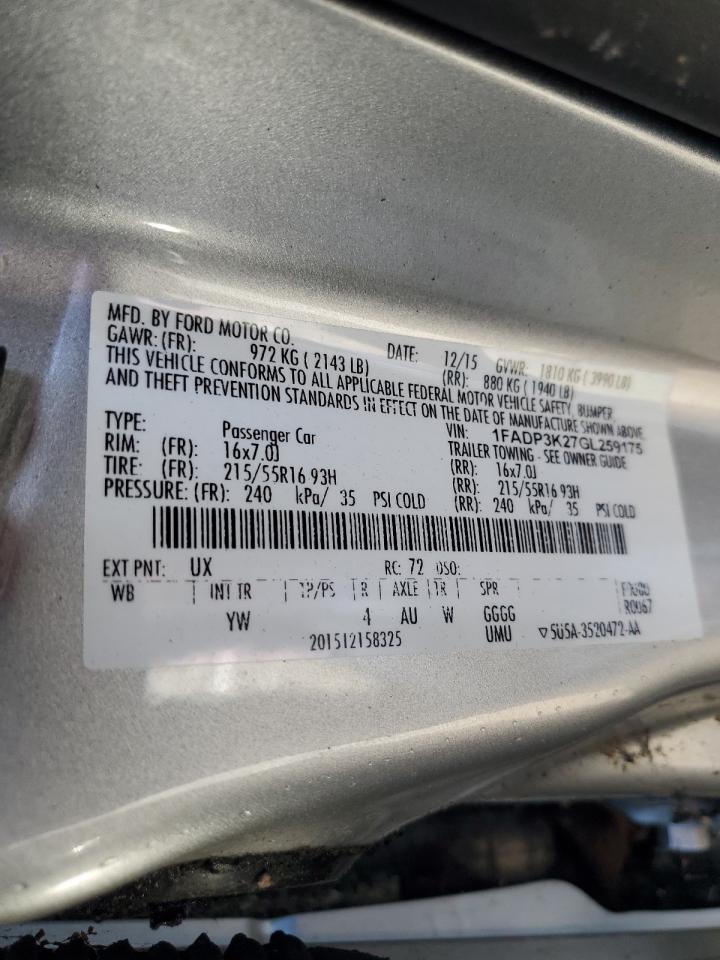 MFD. BY FORD MOTOR CO. DATE: 12/15 GVWR: 1810 KG ( 3990 LB)
GAWR: (FR): 972 KG ( 2143 LB) (RR): 880 KG ( 1940 LB)
THIS VEHICLE CONFORMS TO ALL APPLICABLE FEDERAL MOTOR VEHICLE SAFETY, BUMPER,
AND THEFT PREVENTION STANDARDS IN EFFECT ON THE DATE OF MANUFACTURE SHOWN ABOVE
VIN: 1FADP3K27GL259175
TYPE: Passenger Car TRAILER TOWING - SEE OWNER GUIDE
RIM: (FR): 16x7.0J (RR): 16x7.0J
TIRE: (FR): 215/55R16 93H (RR): 215/55R16 93H
PRESSURE: (FR): 240 kPa/ 35 PSI COLD (RR): 240 kPa/ 35 PSI COLD
EXT PNT: UX RC: 72 DSO:
WB INT TR TP/PS R AXLE TR SPR
YW 4 AU W GGGG R0067
UMU
201512158325 ▽5U5A-3520472-AA